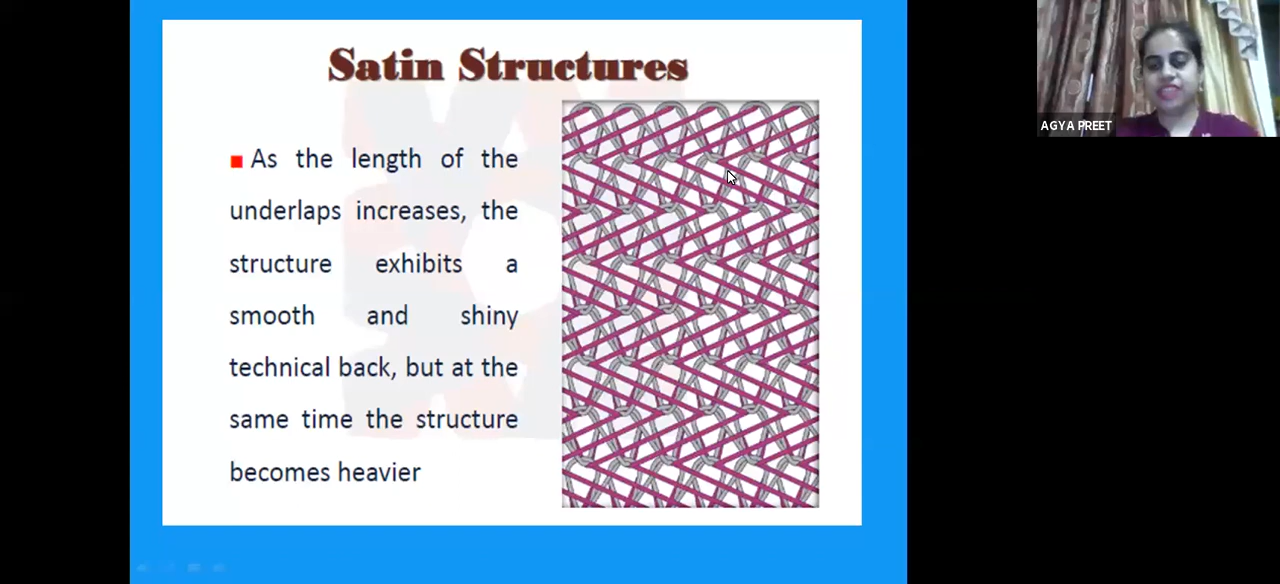 Satin Structures
■ As the length of the
underlaps increases, the
structure exhibits a
smooth and shiny
technical back, but at the
same time the structure
becomes heavier
AGYA PREET